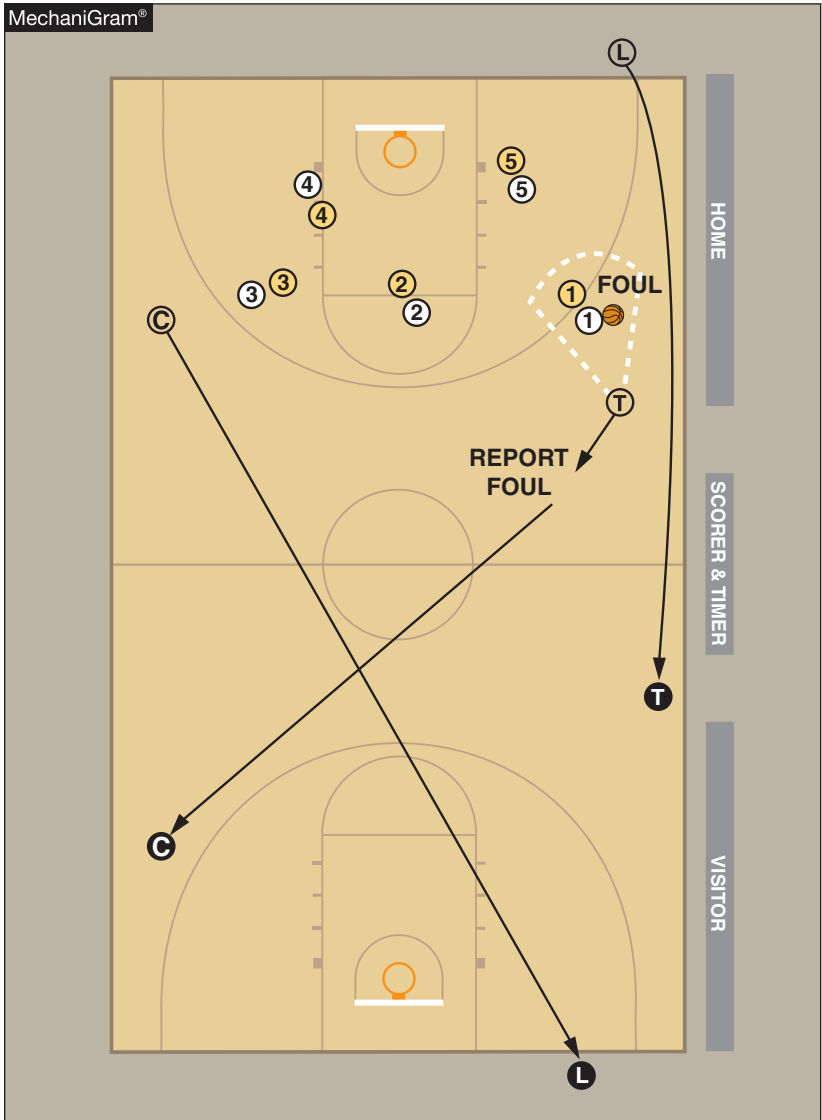 MechaniGram®
L
HOME
5
4
5
4
3
2
FOUL
3
1
2
1
C
T
REPORT
FOUL
SCORER & TIMER
T
C
VISITOR
L